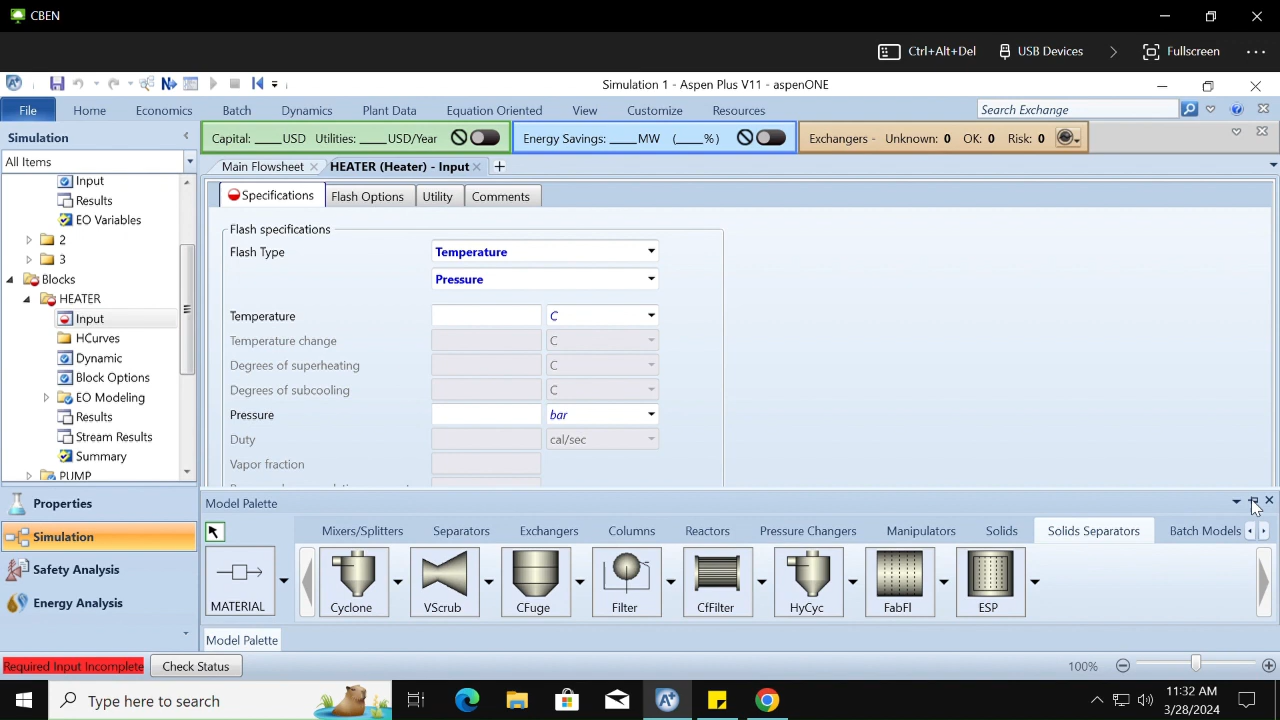 CBEN
Ctrl+Alt+Del USB Devices Fullscreen
Simulation 1 - Aspen Plus V11 - aspenONE
File Home Economics Batch Dynamics Plant Data Equation Oriented View Customize Resources Search Exchange
Simulation
Capital: ____USD Utilities: ____USD/Year Energy Savings: ____MW (____%) Exchangers - Unknown: 0 OK: 0 Risk: 0
All Items
Main Flowsheet HEATER (Heater) - Input
Input
Results
EO Variables
2
3
Blocks
HEATER
Input
HCurves
Dynamic
Block Options
EO Modeling
Results
Stream Results
Summary
PUMP
Specifications Flash Options Utility Comments
Flash specifications
Flash Type Temperature
Pressure
Temperature C
Temperature change C
Degrees of superheating C
Degrees of subcooling C
Pressure bar
Duty cal/sec
Vapor fraction
Properties
Simulation
Safety Analysis
Energy Analysis
Model Palette
Mixers/Splitters Separators Exchangers Columns Reactors Pressure Changers Manipulators Solids Solids Separators Batch Models
MATERIAL Cyclone VScrub CFuge Filter CfFilter HyCyc FabFl ESP
Model Palette
Required Input Incomplete Check Status 100%
Type here to search
11:32 AM
3/28/2024